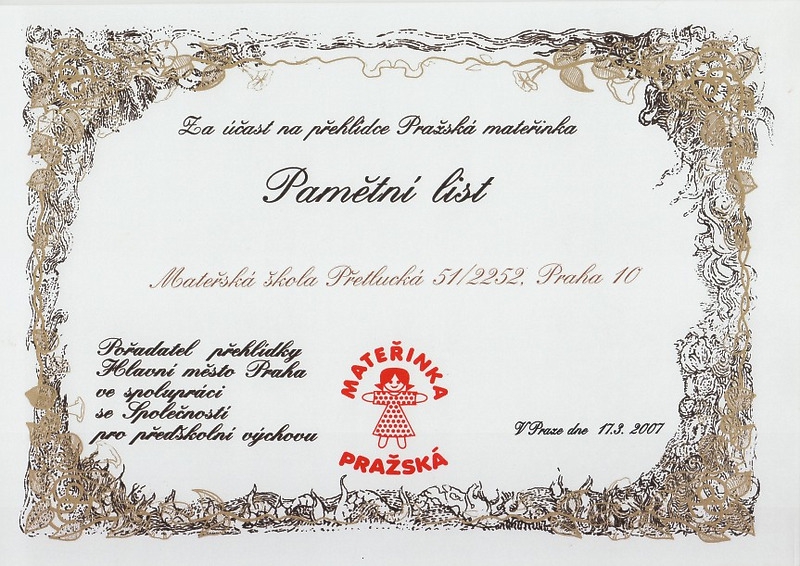 Za účast na přehlídce Pražská mateřinka
Pamětní list
Mateřská škola Přetlucká 51/2252, Praha 10
Pořadatel přehlídky
Hlavní město Praha
ve spolupráci
se Společností
pro předškolní výchovu
MATEŘINKA
PRAŽSKÁ
V Praze dne 17.3. 2007